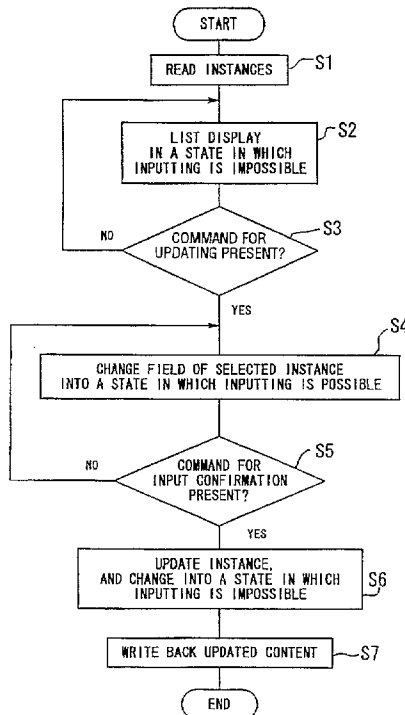 START
READ INSTANCES
S1
LIST DISPLAY
IN A STATE IN WHICH
INPUTTING IS IMPOSSIBLE
S2
COMMAND FOR
UPDATING PRESENT?
S3
NO
YES
CHANGE FIELD OF SELECTED INSTANCE
INTO A STATE IN WHICH INPUTTING IS POSSIBLE
S4
COMMAND FOR
INPUT CONFIRMATION
PRESENT?
S5
NO
YES
UPDATE INSTANCE,
AND CHANGE INTO A STATE IN WHICH
INPUTTING IS IMPOSSIBLE
S6
WRITE BACK UPDATED CONTENT
S7
END